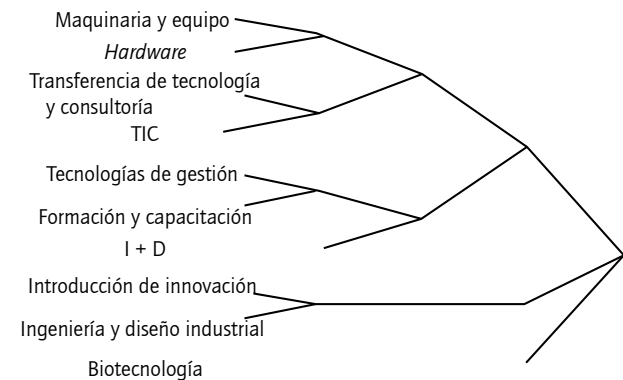 Maquinaria y equipo
Hardware
Transferencia de tecnología
y consultoría
TIC
Tecnologías de gestión
Formación y capacitación
I + D
Introducción de innovación
Ingeniería y diseño industrial
Biotecnología